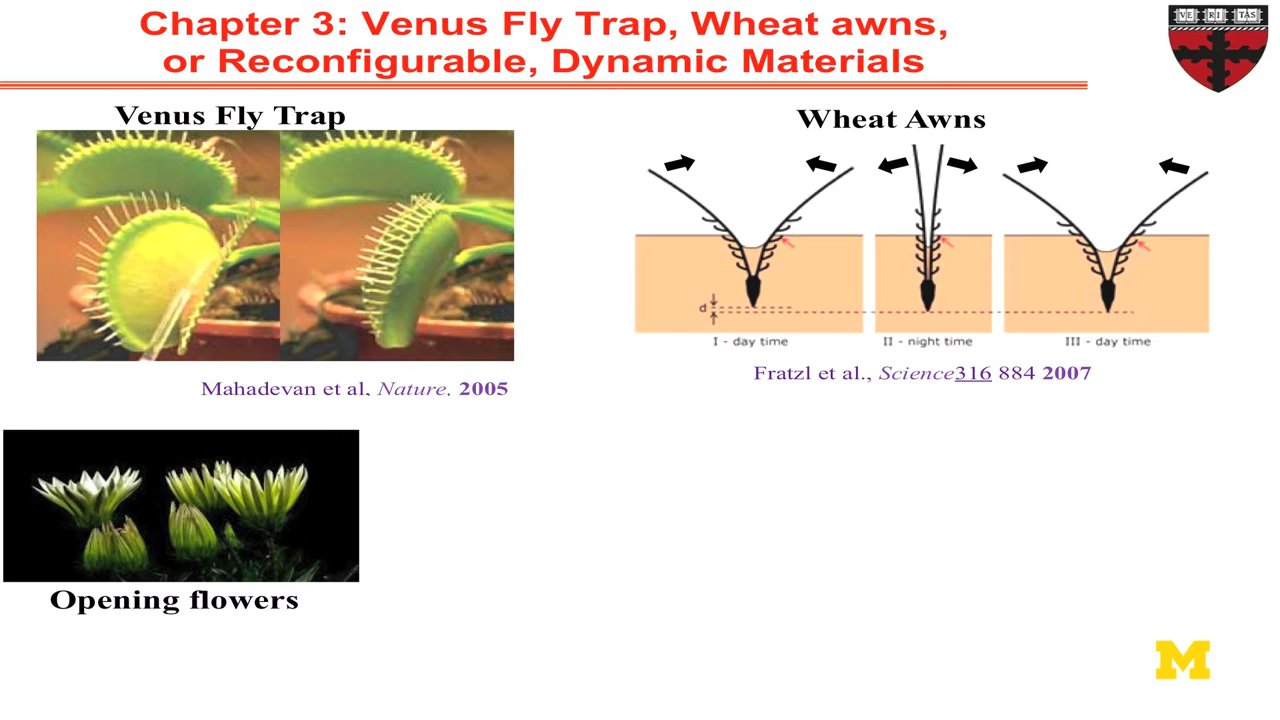 Chapter 3: Venus Fly Trap, Wheat awns,
or Reconfigurable, Dynamic Materials
VE RI TAS
Venus Fly Trap
Wheat Awns
d
I - day time
II - night time
III - day time
Mahadevan et al, Nature. 2005
Fratzl et al., Science316 884 2007
Opening flowers
M